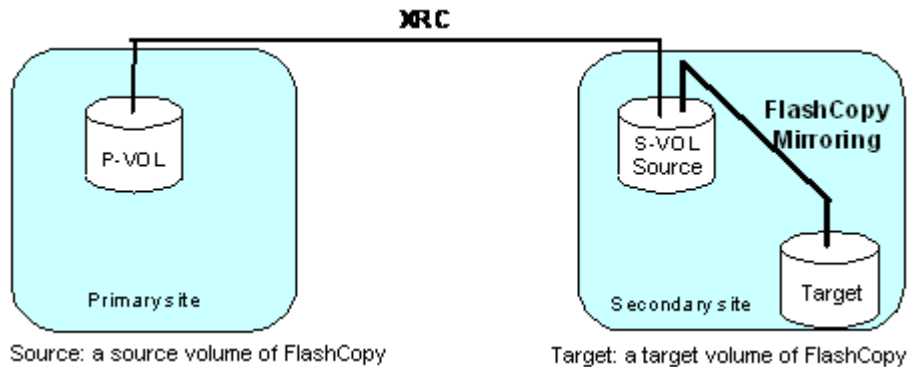 XRC
P-VOL
Primary site
S-VOL
Source
FlashCopy
Mirroring
Target
Secondary site
Source: a source volume of FlashCopy
Target: a target volume of FlashCopy